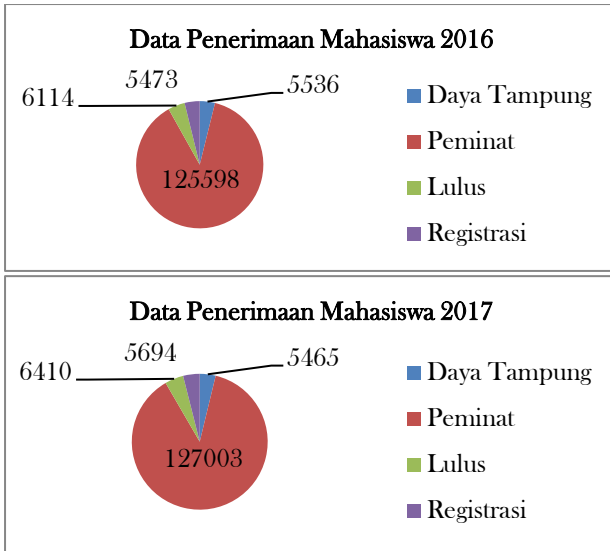 Data Penerimaan Mahasiswa 2016
5473
5536
6114
125598
Daya Tampung
Peminat
Lulus
Registrasi
Data Penerimaan Mahasiswa 2017
5694
5465
6410
127003
Daya Tampung
Peminat
Lulus
Registrasi